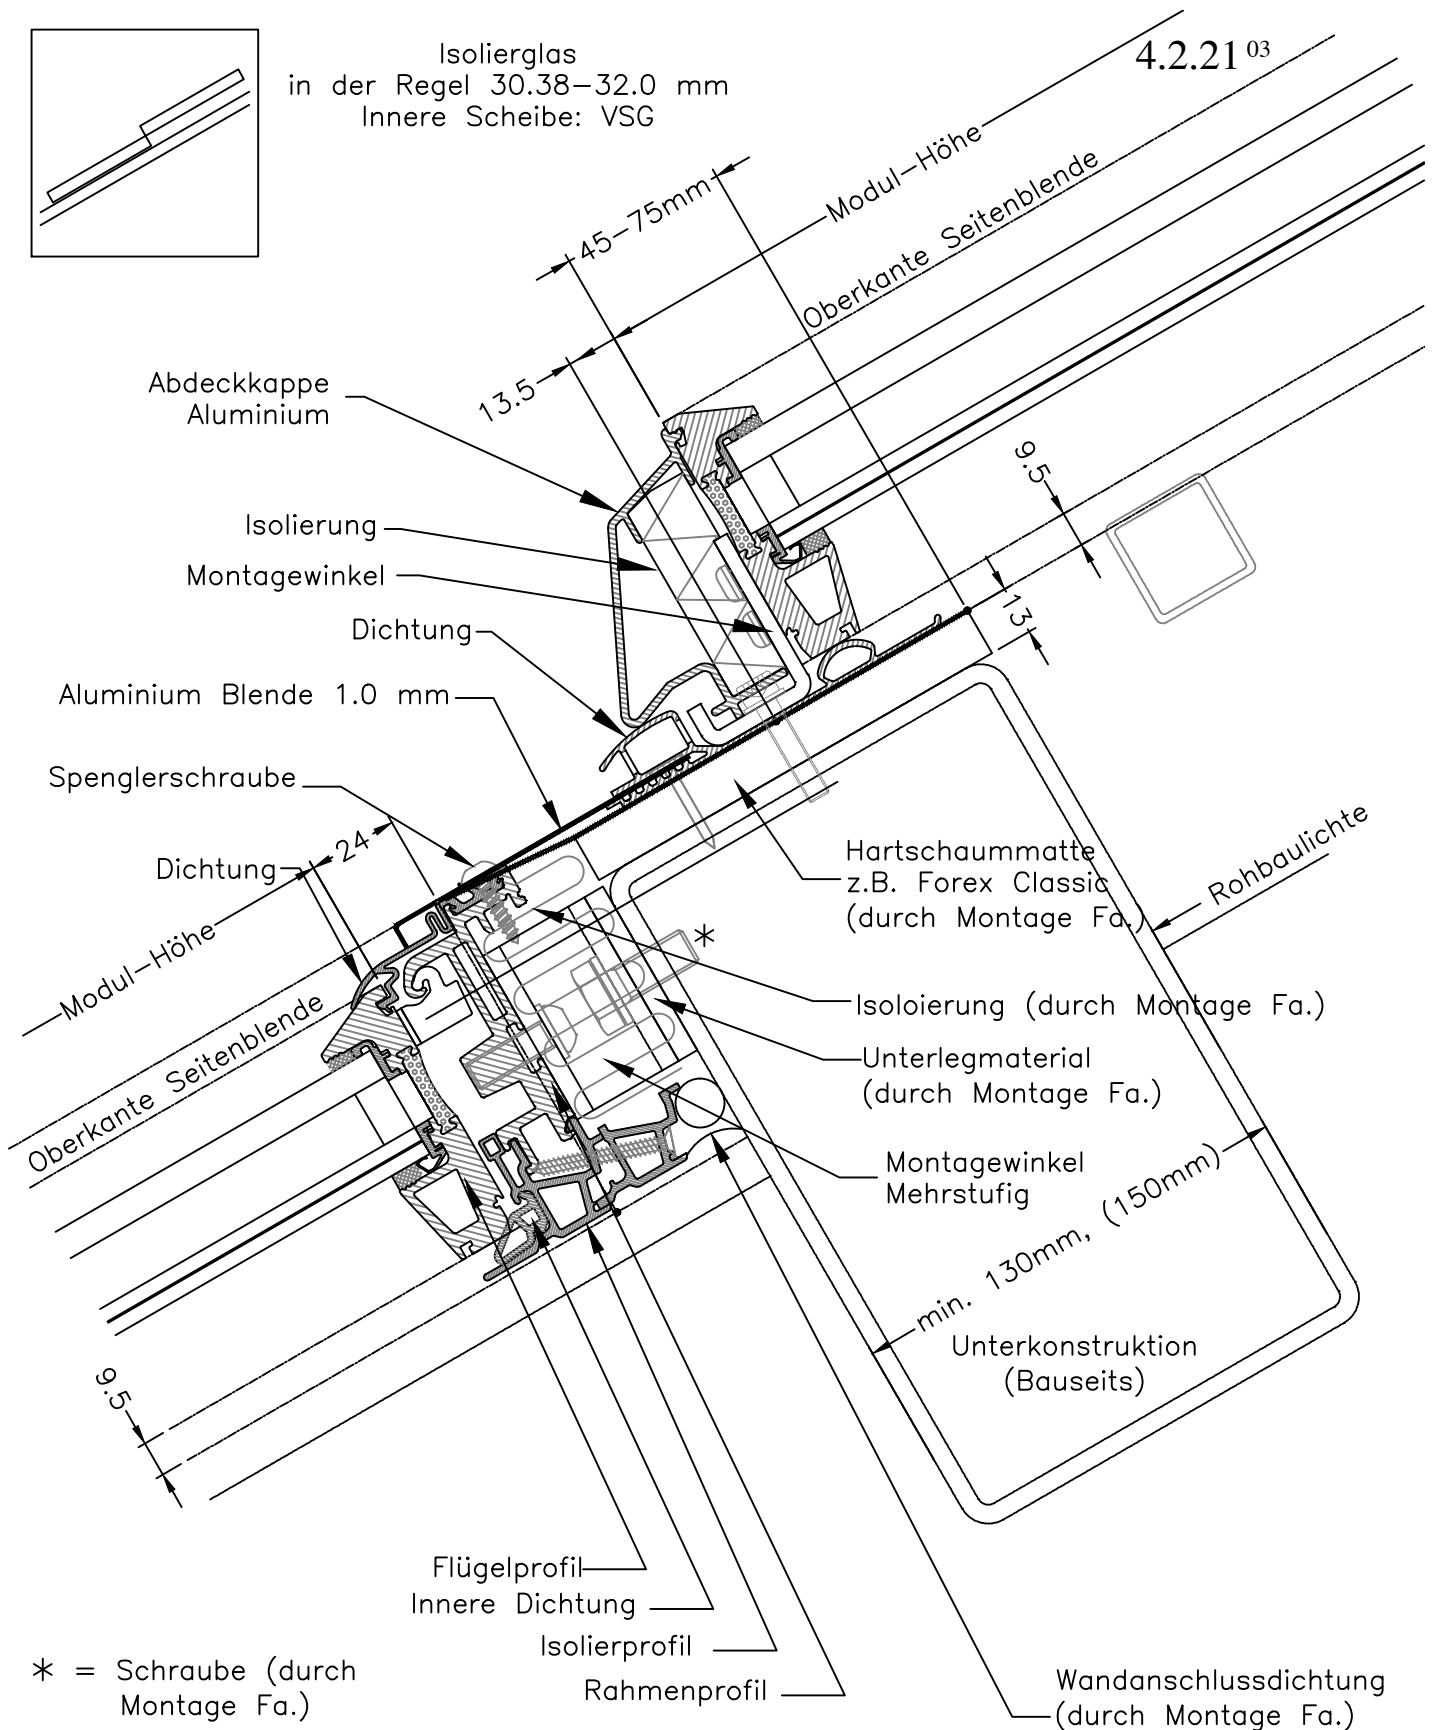 Isolierglas
in der Regel 30.38-32.0 mm
Innere Scheibe: VSG
4.2.21 03
Modul-Höhe
45-75mm
Oberkante Seitenblende
13.5
Abdeckkappe
Aluminium
9.5
Isolierung
Montagewinkel
13
Dichtung
Aluminium Blende 1.0 mm
Spenglerschraube
24
Dichtung
Hartschaummatte
z.B. Forex Classic
(durch Montage Fa.)
Rohbaulichte
*
Modul-Höhe
Isoloierung (durch Montage Fa.)
Oberkante Seitenblende
Unterlegmaterial
(durch Montage Fa.)
Montagewinkel
Mehrstufig
min. 130mm, (150mm)
Unterkonstruktion
(Bauseits)
9.5
Flügelprofil
Innere Dichtung
Isolierprofil
Rahmenprofil
* = Schraube (durch
Montage Fa.)
Wandanschlussdichtung
(durch Montage Fa.)